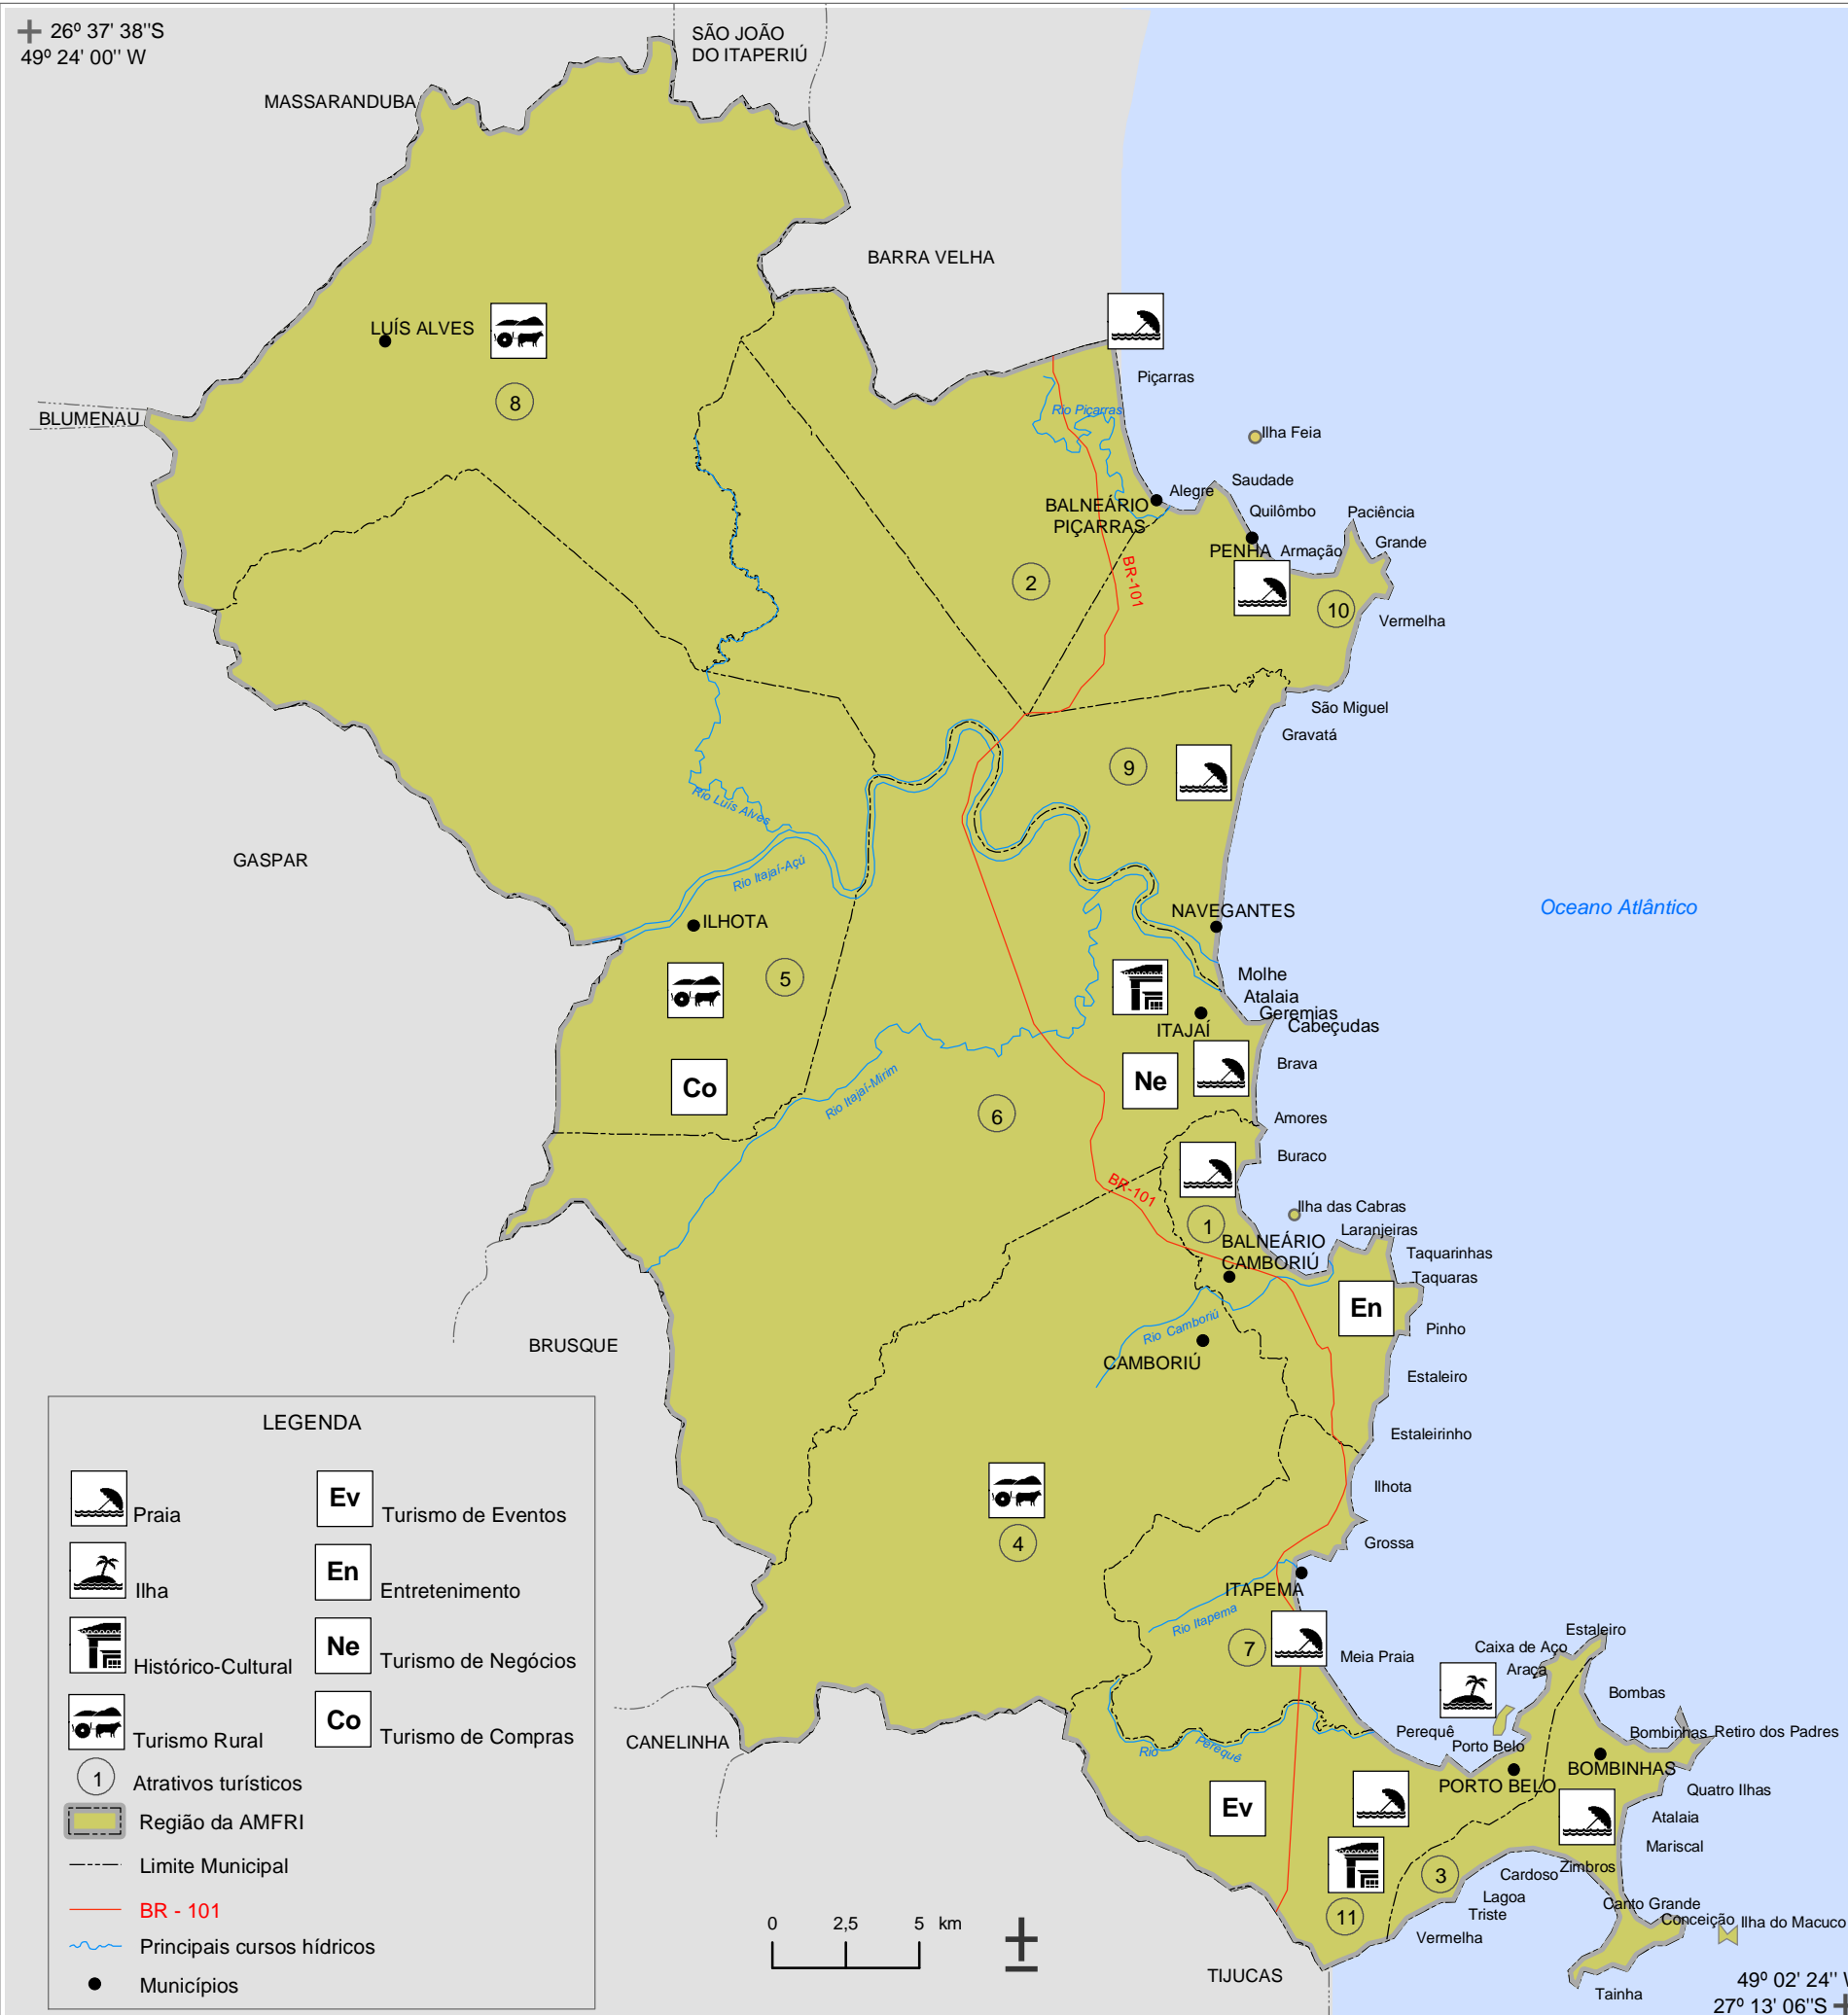 26º 37' 38''S
49º 24' 00'' W
SÃO JOÃO
DO ITAPERIÚ
MASSARANDUBA
BARRA VELHA
LUÍS ALVES
8
BLUMENAU
Piçarras
Rio Piçarras
Ilha Feia
Saudade
Alegre
BALNEÁRIO
PIÇARRAS
Quilômbo
Paciência
PENHA
Armação
Grande
BR-101
2
10
Vermelha
São Miguel
Gravatá
9
Rio Luís Alves
GASPAR
Rio Itajaí-Açú
ILHOTA
NAVEGANTES
Oceano Atlântico
5
Molhe
Atalaia
Geremias
Cabeçudas
ITAJAÍ
Brava
Co
Ne
Rio Itajaí-Mirim
6
Amores
Buraco
BR-101
Ilha das Cabras
1
Laranjeiras
BALNEÁRIO
CAMBORIÚ
Taquarinhas
Taquaras
En
Pinho
Rio Camboriú
CAMBORIÚ
BRUSQUE
Estaleiro
Estaleirinho
Ilhota
4
Grossa
ITAPEMA
Rio Itapema
7
Meia Praia
Estaleiro
Caixa de Aço
Araça
Bombas
CANELINHA
Perequê
Porto Belo
Bombinhas
Retiro dos Padres
Rio
Perequê
BOMBINHAS
PORTO BELO
Quatro Ilhas
Ev
Atalaia
Mariscal
Zimbros
Cardoso
3
Lagoa
Triste
Canto Grande
Conceição
Ilha do Macuco
11
Vermelha
TIJUCAS
Tainha
49º 02' 24'' W
27º 13' 06''S
LEGENDA
Praia
Ev
Turismo de Eventos
Ilha
En
Entretenimento
Histórico-Cultural
Ne
Turismo de Negócios
Turismo Rural
Co
Turismo de Compras
1
Atrativos turísticos
Região da AMFRI
Limite Municipal
BR - 101
Principais cursos hídricos
Municípios
0 2,5 5 km